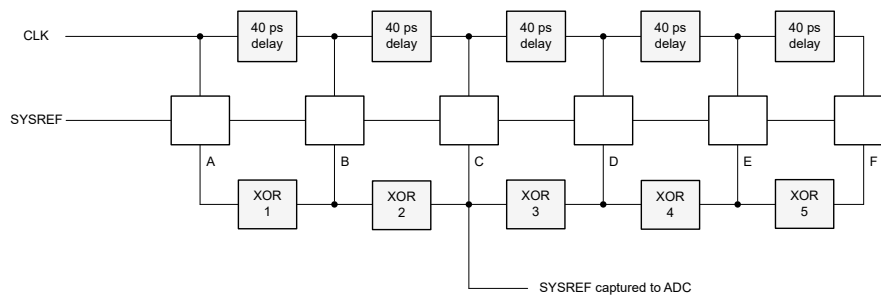 40 ps
delay
40 ps
delay
40 ps
delay
40 ps
delay
40 ps
delay
CLK
SYSREF
A
B
C
D
E
F
XOR
1
XOR
2
XOR
3
XOR
4
XOR
5
SYSREF captured to ADC